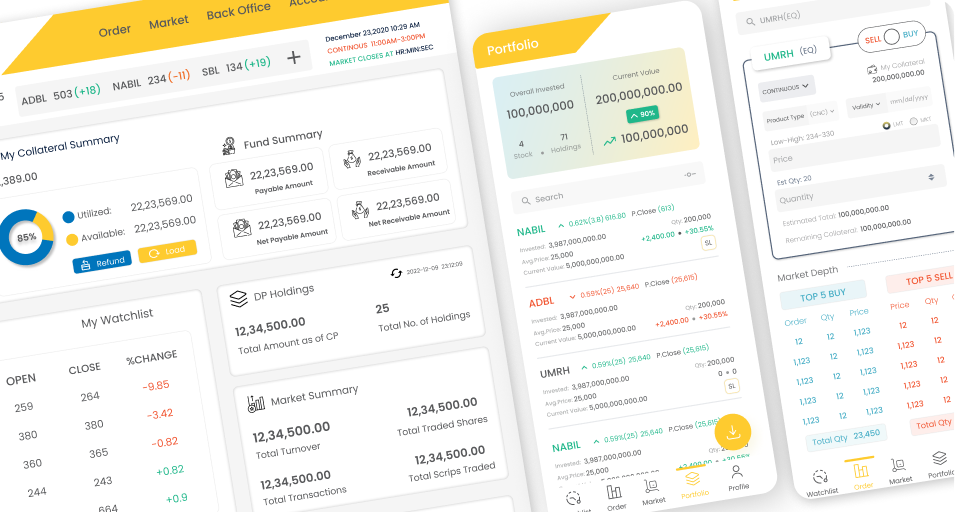 Order Market Back Office
December 23,2020 10:29 AM
CONTINOUS 11:00AM-3:00PM
MARKET CLOSES AT HR:MIN:SEC
ADBL 503 (+18) NABIL 234 (-11) SBL 134 (+19) +
My Collateral Summary
,389.00
85%
Utilized: 22,23,569.00
Available: 22,23,569.00
Refund Load
Fund Summary
22,23,569.00
Payable Amount
22,23,569.00
Receivable Amount
22,23,569.00
Net Payable Amount
22,23,569.00
Net Receivable Amount
My Watchlist
OPEN CLOSE %CHANGE
259 264 -9.85
380 380 -3.42
360 365 -0.82
244 243 +0.82
664 +0.9
DP Holdings
2022-12-09 23:12:09
12,34,500.00
Total Amount as of CP
25
Total No. of Holdings
Market Summary
12,34,500.00
Total Turnover
12,34,500.00
Total Traded Shares
12,34,500.00
Total Transactions
12,34,500.00
Total Scrips Traded
Portfolio
Overall Invested
100,000,000
4
Stock
71
Holdings
Current Value
200,000,000.00
90%
100,000,000
Search
NABIL 0.62%(3.8) 616.80 P.Close (613)
Invested: 3,987,000,000.00 Qty: 200,000
Avg.Price: 25,000 +2,400.00 +30.55%
Current Value: 5,000,000,000.00 SL
ADBL 0.59%(25) 25,640 P.Close (25,615)
Invested: 3,987,000,000.00 Qty: 200,000
Avg.Price: 25,000 +2,400.00 +30.65%
Current Value: 5,000,000,000.00
UMRH 0.59%(25) 25,640 P.Close (25,615)
Invested: 3,987,000,000.00 Qty: 200,000
Avg.Price: 25,000 0 0
Current Value: 5,000,000,000.00 SL
NABIL 0.59%(25) 25,640 P.Close (25,
Invested: 3,987,000,000.00
Avg.Price: 25,000
Order Market Portfolio Profile
UMRH(EQ)
UMRH (EQ)
SELL BUY
CONTINUOUS
My Collateral
200,000,000.00
Product Type (CNC) Validity mm/dd/yyyy
Low-High: 234-330 LMT MKT
Price
Est Qty: 20
Quantity
Estimated Total: 100,000,000.00
Remaining Collateral: 100,000,000.00
Market Depth
TOP 5 BUY
Order Qty Price
12 12 1,123
1,123 12 1,123
1,123 12 1,123
1,123 12 1,123
1,123 12 1,123
Total Qty 23,450
TOP 5 SELL
Price Qty
12 12
1,123 12
1,123 12
1,123 12
1,123 12
Total Qty
Watchlist Order Market Portfolio